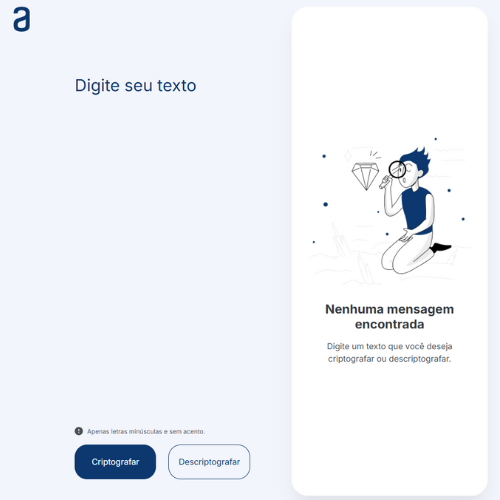 a
Digite seu texto
Nenhuma mensagem
encontrada
Digite um texto que você deseja
criptografar ou descriptografar.
Apenas letras minúsculas e sem acento.
Criptografar
Descriptografar